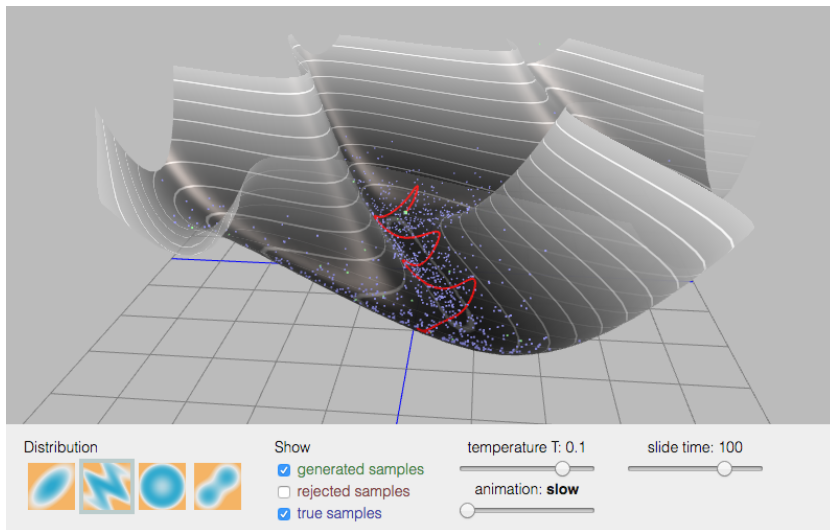 Distribution
Show
generated samples
rejected samples
true samples
temperature T: 0.1
animation: slow
slide time: 100